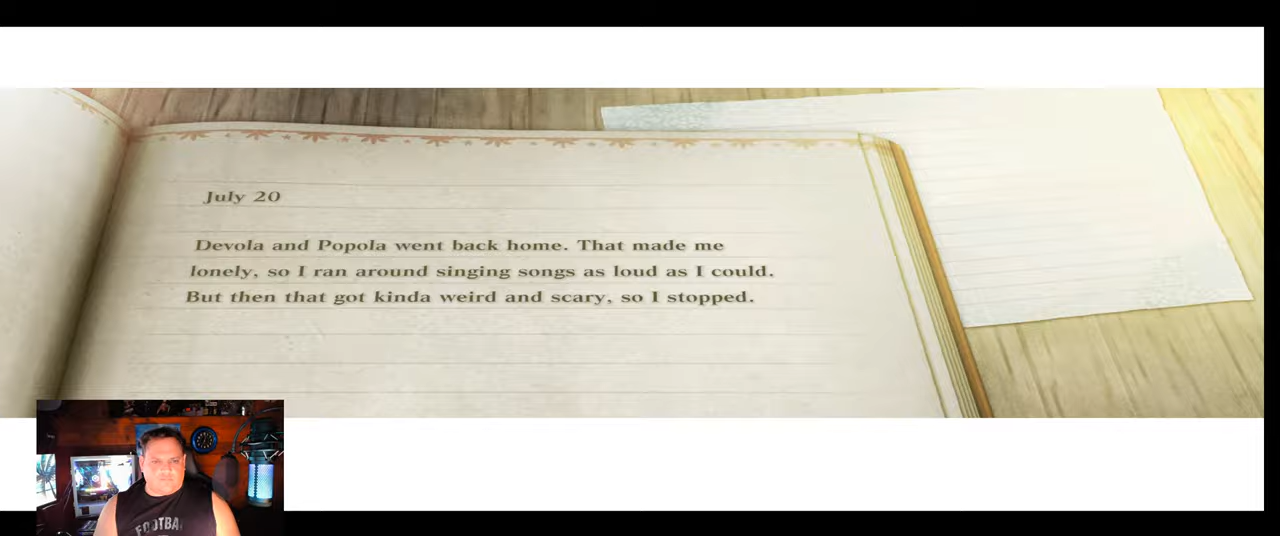 July 20
Devola and Popola went back home. That made me
lonely, so I ran around singing songs as loud as I could.
But then that got kinda weird and scary, so I stopped.
FOOTBA